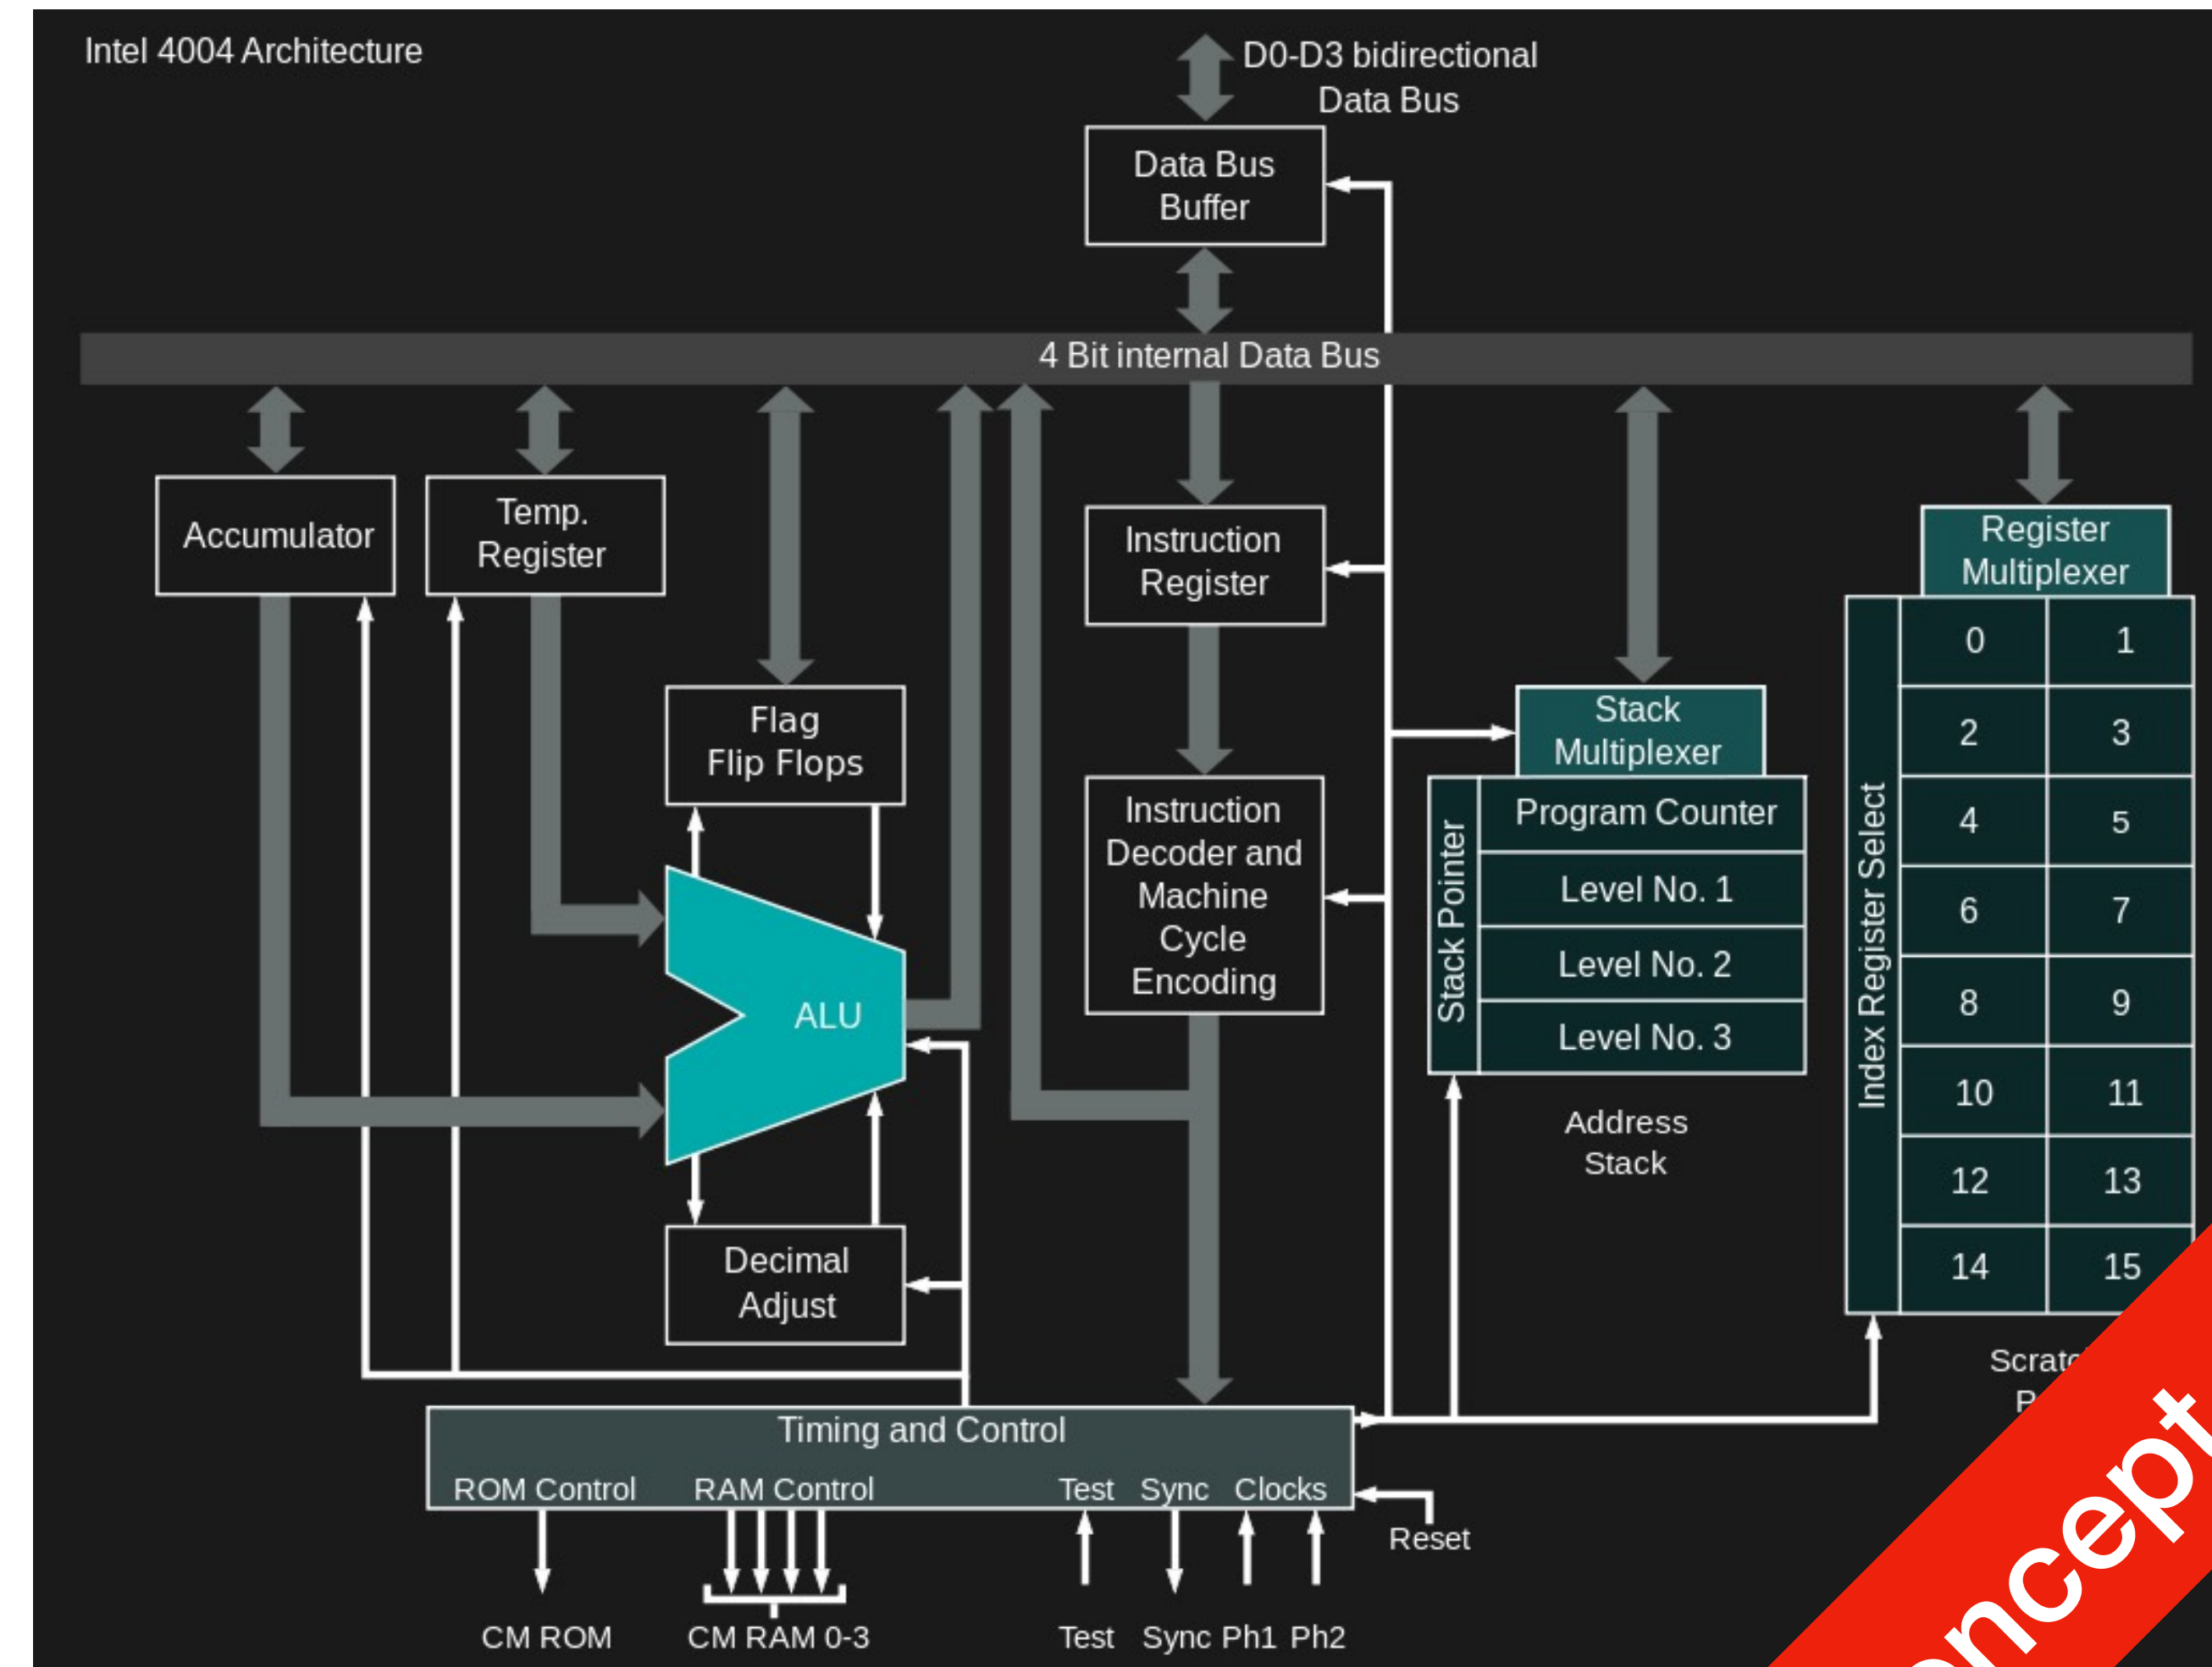 Intel 4004 Architecture
D0-D3 bidirectional
Data Bus
Data Bus
Buffer
4 Bit internal Data Bus
Accumulator
Temp.
Register
Instruction
Register
Register
Multiplexer
Flag
Flip Flops
Stack
Multiplexer
Instruction
Decoder and
Machine
Cycle
Encoding
Stack Pointer
Program Counter
Level No. 1
Level No. 2
Level No. 3
Address
Stack
Index Register Select
0 1
2 3
4 5
6 7
8 9
10 11
12 13
14 15
ALU
Decimal
Adjust
Timing and Control
ROM Control RAM Control Test Sync Clocks
Reset
CM ROM CM RAM 0-3 Test Sync Ph1 Ph2